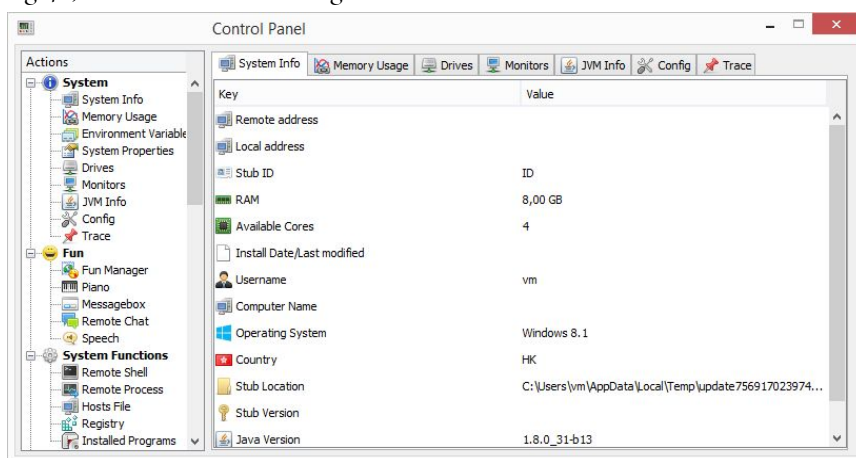 Control Panel
Actions
System
System Info
Memory Usage
Environment Variable
System Properties
Drives
Monitors
JVM Info
Config
Trace
Fun
Fun Manager
Piano
Messagebox
Remote Chat
Speech
System Functions
Remote Shell
Remote Process
Hosts File
Registry
Installed Programs
System Info Memory Usage Drives Monitors JVM Info Config Trace
Key Value
Remote address
Local address
Stub ID ID
RAM 8,00 GB
Available Cores 4
Install Date/Last modified
Username vm
Computer Name
Operating System Windows 8.1
Country HK
Stub Location C:\Users\vm\AppData\Local\Temp\update756917023974...
Stub Version
Java Version 1.8.0_31-b13